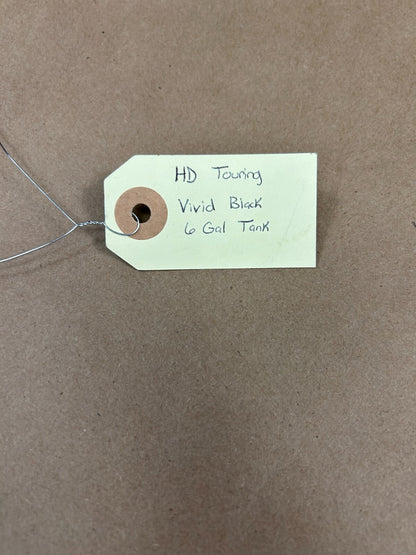 HD Touring
Vivid Black
6 Gal Tank